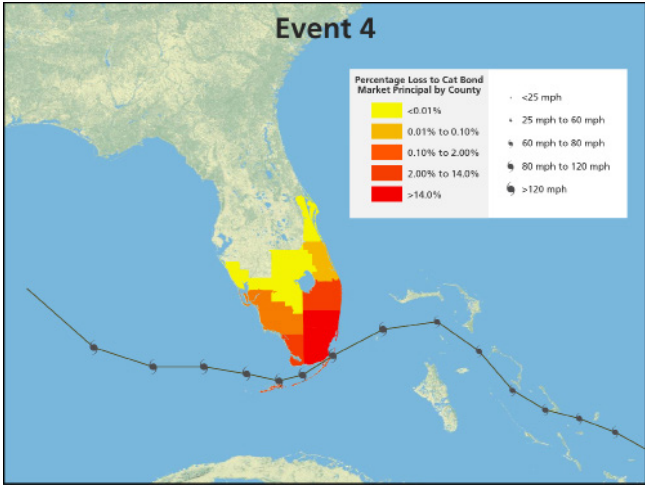 Event 4
Percentage Loss to Cat Bond
Market Principal by County
<0.01%
0.01% to 0.10%
0.10% to 2.00%
2.00% to 14.0%
>14.0%
<25 mph
25 mph to 60 mph
60 mph to 80 mph
80 mph to 120 mph
>120 mph